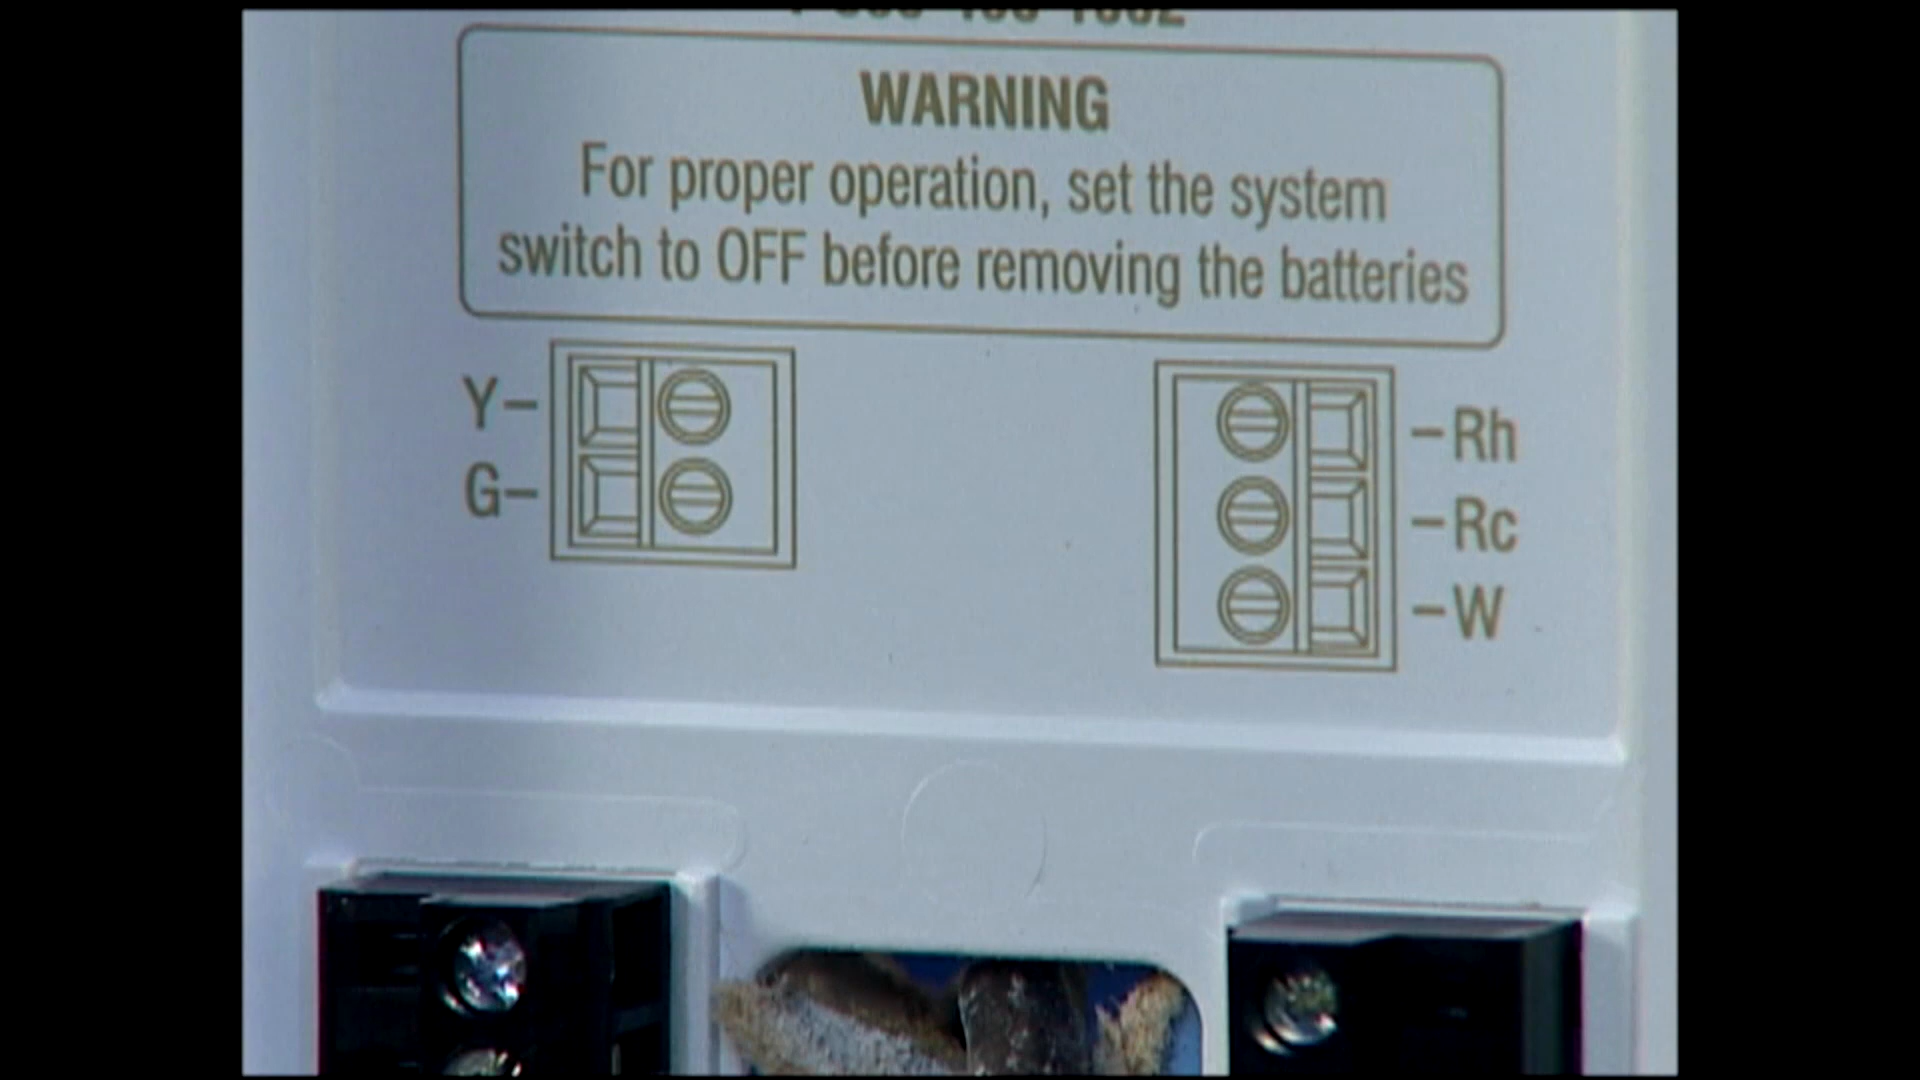 WARNING
For proper operation, set the system
switch to OFF before removing the batteries
Y-
G-
-Rh
-Rc
-W